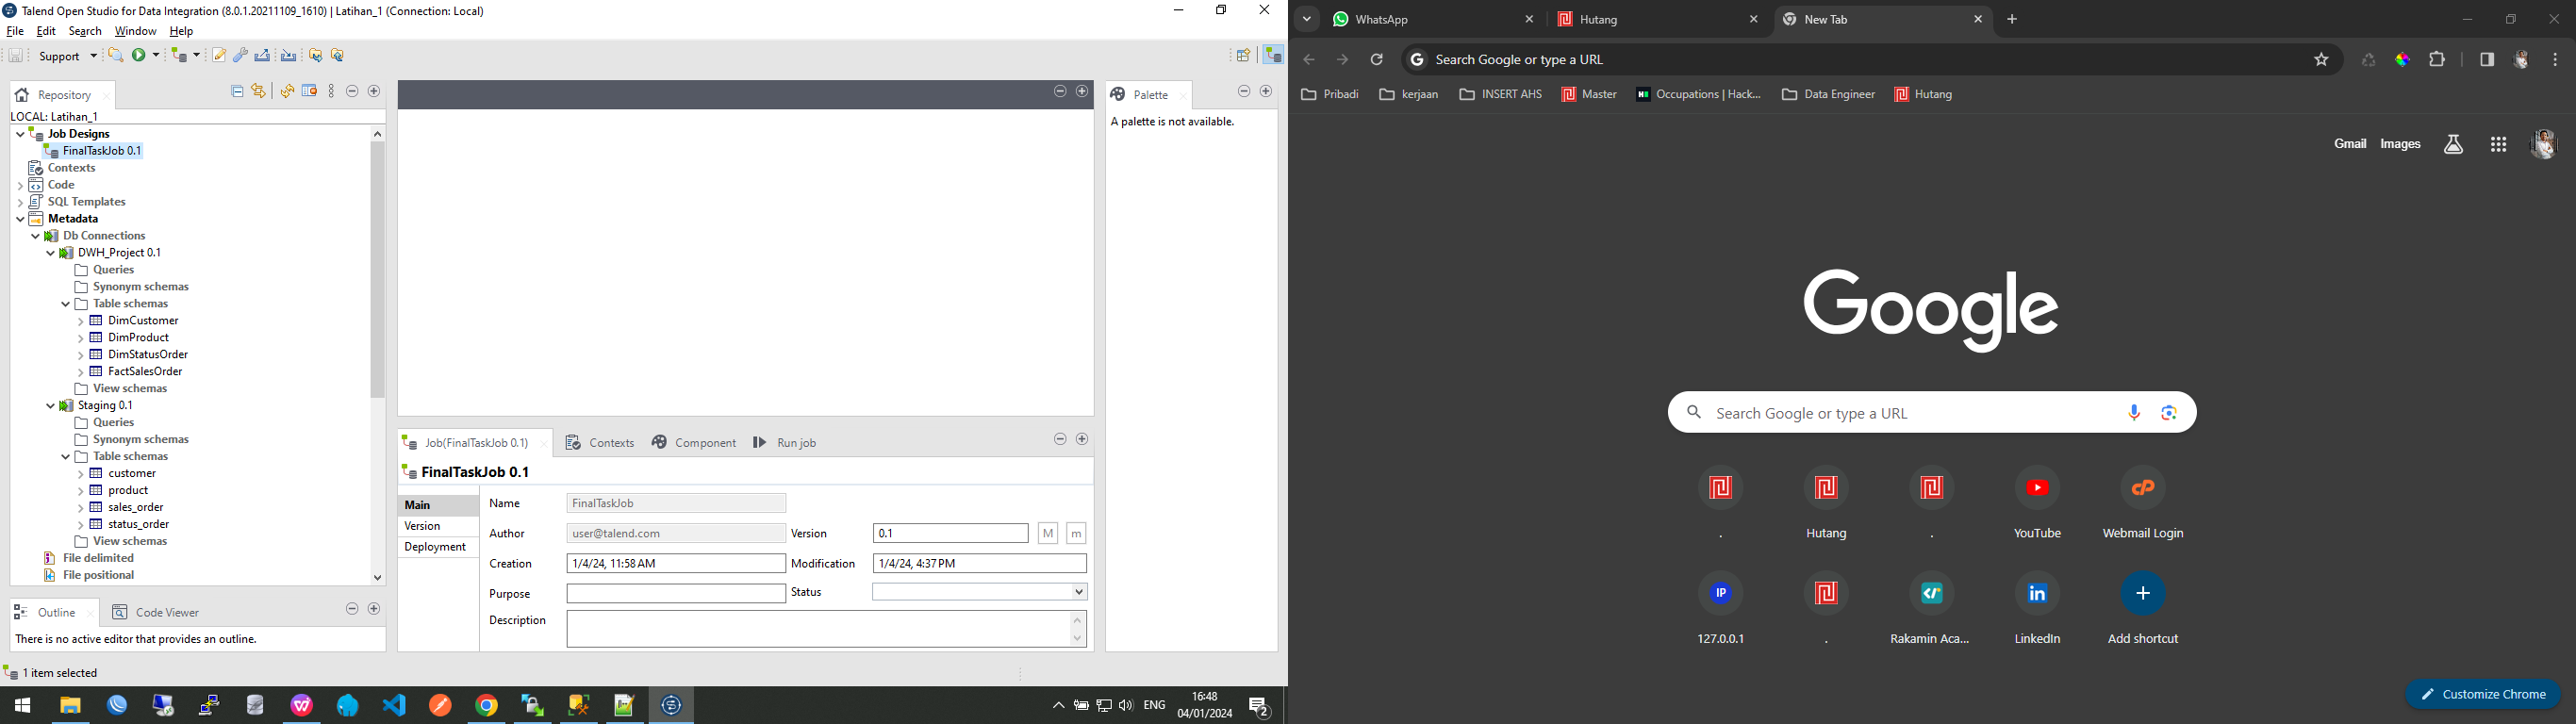 Talend Open Studio for Data Integration (8.0.1.20211109_1610) | Latihan_1 (Connection: Local)
File Edit Search Window Help
Support
Repository
LOCAL: Latihan_1
Job Designs
FinalTaskJob 0.1
Contexts
Code
SQL Templates
Metadata
Db Connections
DWH_Project 0.1
Queries
Synonym schemas
Table schemas
DimCustomer
DimProduct
DimStatusOrder
FactSalesOrder
View schemas
Staging 0.1
Queries
Synonym schemas
Table schemas
customer
product
sales_order
status_order
View schemas
File delimited
File positional
Outline Code Viewer
There is no active editor that provides an outline.
1 item selected
Palette
A palette is not available.
Job(FinalTaskJob 0.1) Contexts Component Run job
FinalTaskJob 0.1
Main
Version
Deployment
Name FinalTaskJob
Author user@talend.com Version 0.1 M m
Creation 1/4/24, 11:58 AM Modification 1/4/24, 4:37 PM
Purpose Status
Description
ENG
16:48
04/01/2024
2
WhatsApp Hutang New Tab
Search Google or type a URL
Pribadi kerjaan INSERT AHS Master Occupations | Hack... Data Engineer Hutang
Gmail Images
Google
Search Google or type a URL
. Hutang . YouTube Webmail Login
IP
127.0.0.1 . Rakamin Aca... LinkedIn Add shortcut
Customize Chrome